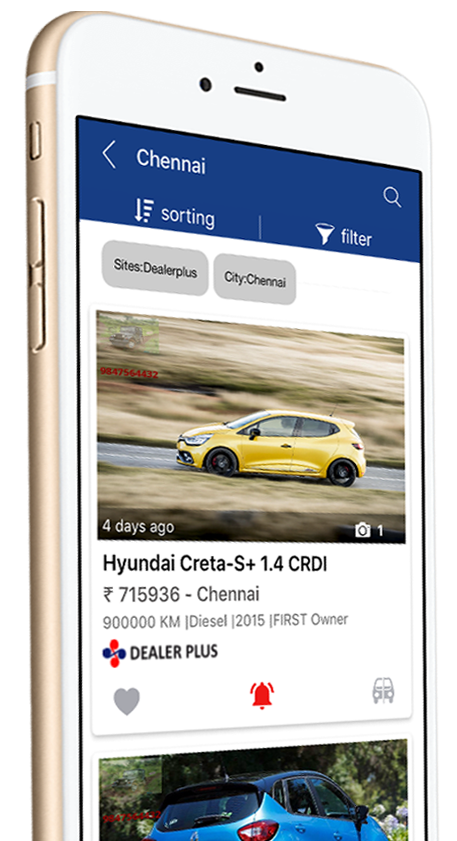 Chennai
sorting
filter
Sites:Dealerplus
City:Chennai
9847564432
4 days ago
1
Hyundai Creta-S+ 1.4 CRDI
₹ 715936 - Chennai
900000 KM |Diesel |2015 |FIRST Owner
DEALER PLUS